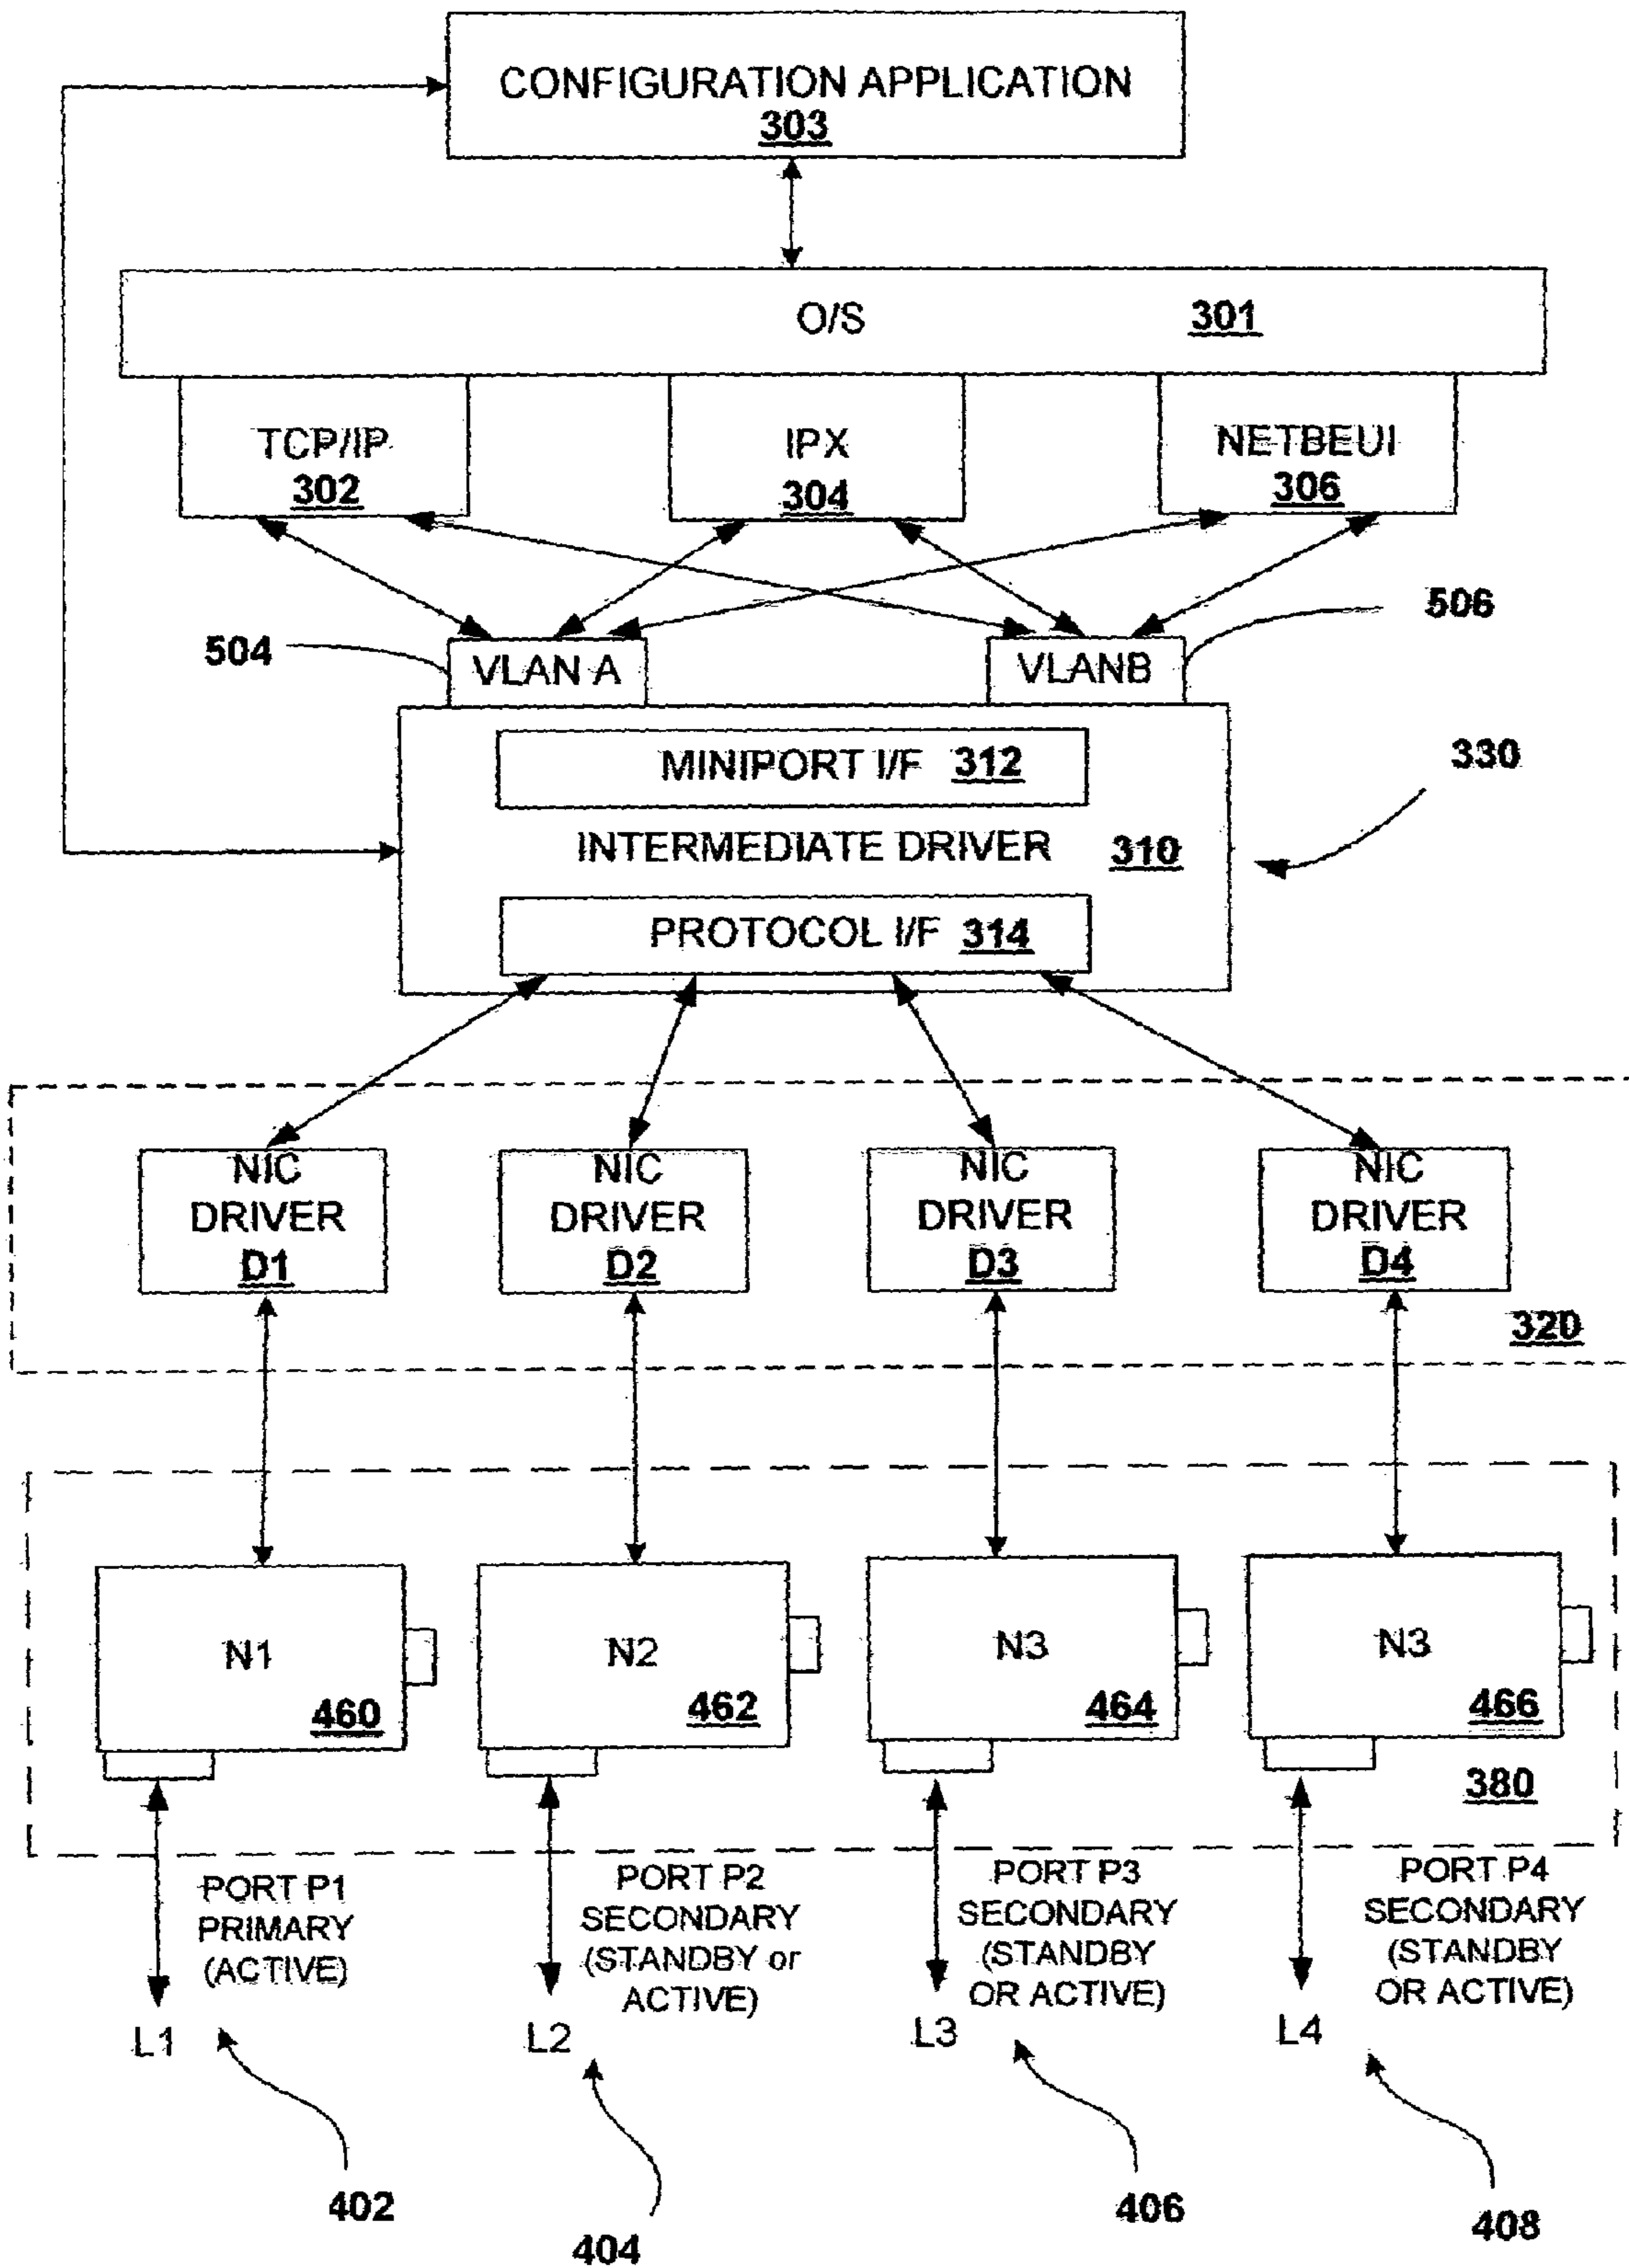 CONFIGURATION APPLICATION
303
O/S 301
TCP/IP
302
IPX
304
NETBEUI
306
504
VLAN A
VLANB
506
MINIPORT I/F 312
330
INTERMEDIATE DRIVER 310
PROTOCOL I/F 314
NIC
DRIVER
D1
NIC
DRIVER
D2
NIC
DRIVER
D3
NIC
DRIVER
D4
320
N1
460
N2
462
N3
464
N3
466
380
PORT P1
PRIMARY
(ACTIVE)
PORT P2
SECONDARY
(STANDBY or
ACTIVE)
PORT P3
SECONDARY
(STANDBY
OR ACTIVE)
PORT P4
SECONDARY
(STANDBY
OR ACTIVE)
L1
L2
L3
L4
402
404
406
408